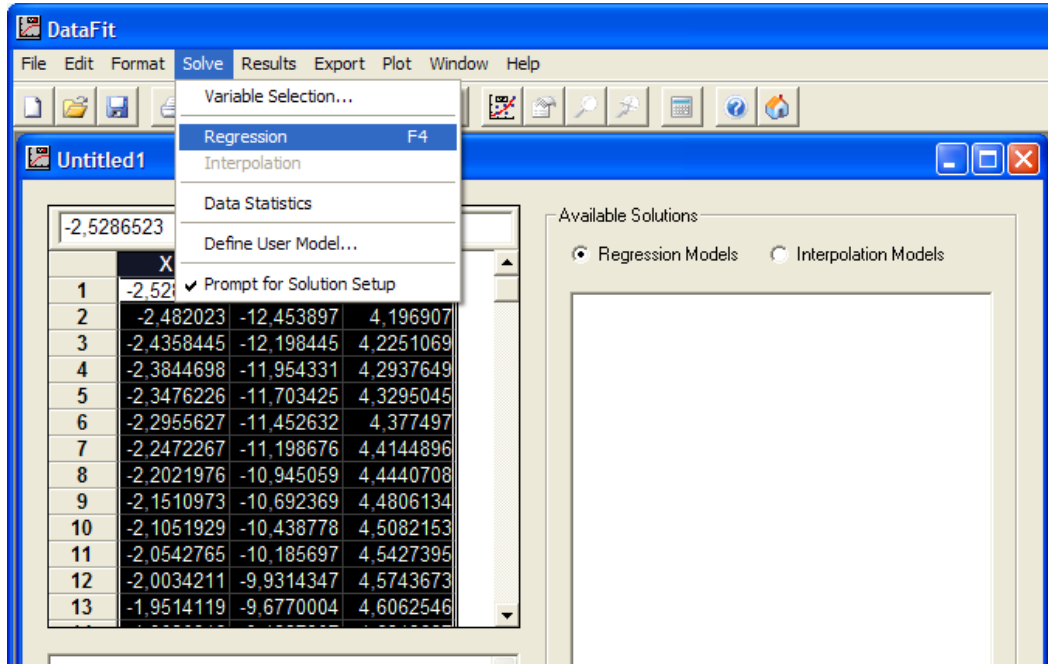 DataFit
File Edit Format Solve Results Export Plot Window Help
Variable Selection...
Regression F4
Interpolation
Data Statistics
Define User Model...
Prompt for Solution Setup
Untitled1
-2,5286523
Available Solutions
Regression Models Interpolation Models
X
1 -2,528
2 -2,482023 -12,453897 4,196907
3 -2,4358445 -12,198445 4,2251069
4 -2,3844698 -11,954331 4,2937649
5 -2,3476226 -11,703425 4,3295045
6 -2,2955627 -11,452632 4,377497
7 -2,2472267 -11,198676 4,4144896
8 -2,2021976 -10,945059 4,4440708
9 -2,1510973 -10,692369 4,4806134
10 -2,1051929 -10,438778 4,5082153
11 -2,0542765 -10,185697 4,5427395
12 -2,0034211 -9,9314347 4,5743673
13 -1,9514119 -9,6770004 4,6062546